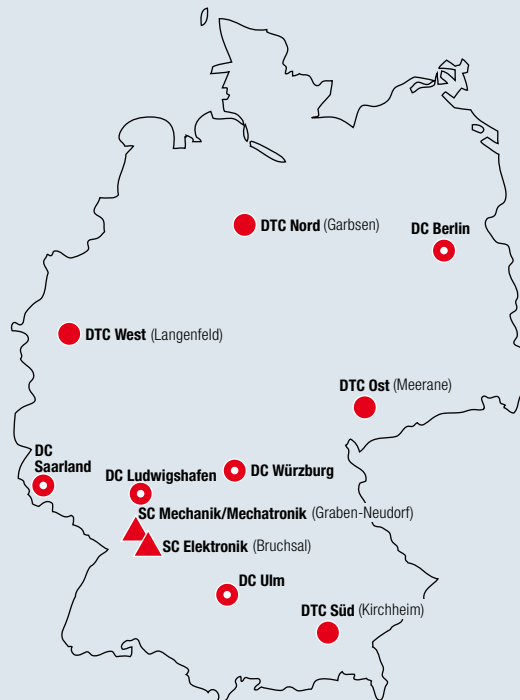 DTC Nord (Garbsen)
DC Berlin
DTC West (Langenfeld)
DTC Ost (Meerane)
DC
Saarland
DC Ludwigshafen
DC Würzburg
SC Mechanik/Mechatronik (Graben-Neudorf)
SC Elektronik (Bruchsal)
DC Ulm
DTC Süd (Kirchheim)